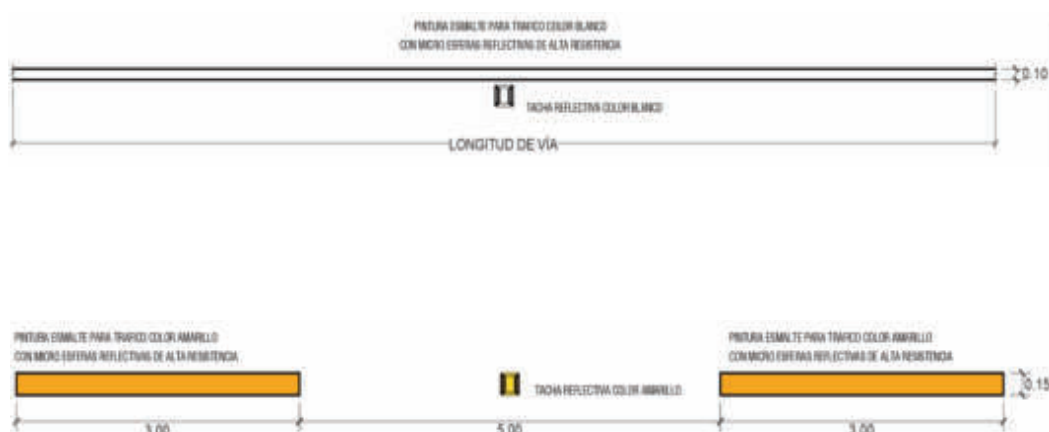 PINTURA ESMALTE PARA TRAFICO COLOR BLANCO
CON MICRO ESFERAS REFLECTIVAS DE ALTA RESISTENCIA
0.10
TACHA REFLECTIVA COLOR BLANCO
LONGITUD DE VÍA
PINTURA ESMALTE PARA TRAFICO COLOR AMARILLO
CON MICRO ESFERAS REFLECTIVAS DE ALTA RESISTENCIA
PINTURA ESMALTE PARA TRAFICO COLOR AMARILLO
CON MICRO ESFERAS REFLECTIVAS DE ALTA RESISTENCIA
TACHA REFLECTIVA COLOR AMARILLO
0.15
3.00
5.00
3.00